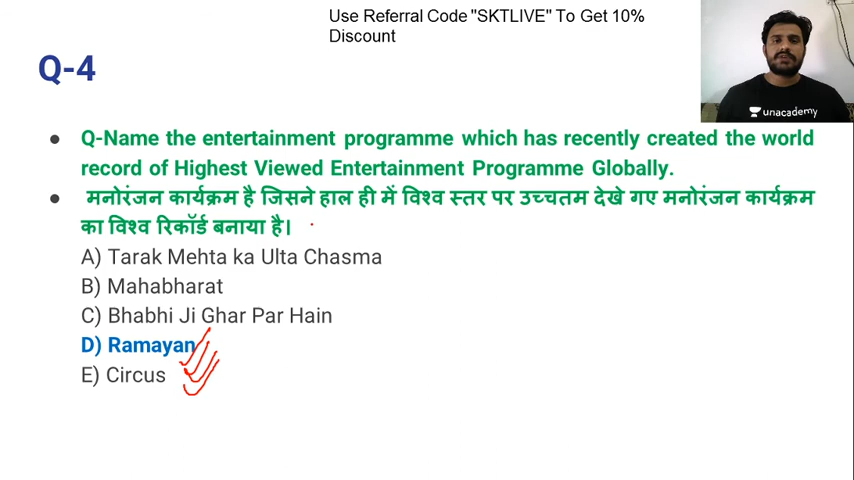 Use Referral Code "SKTLIVE" To Get 10%
Discount
unacademy
Q-4
● Q-Name the entertainment programme which has recently created the world
record of Highest Viewed Entertainment Programme Globally.
● मनोरंजन कार्यक्रम है जिसने हाल ही में विश्व स्तर पर उच्चतम देखे गए मनोरंजन कार्यक्रम
का विश्व रिकॉर्ड बनाया है।
A) Tarak Mehta ka Ulta Chasma
B) Mahabharat
C) Bhabhi Ji Ghar Par Hain
D) Ramayan
E) Circus